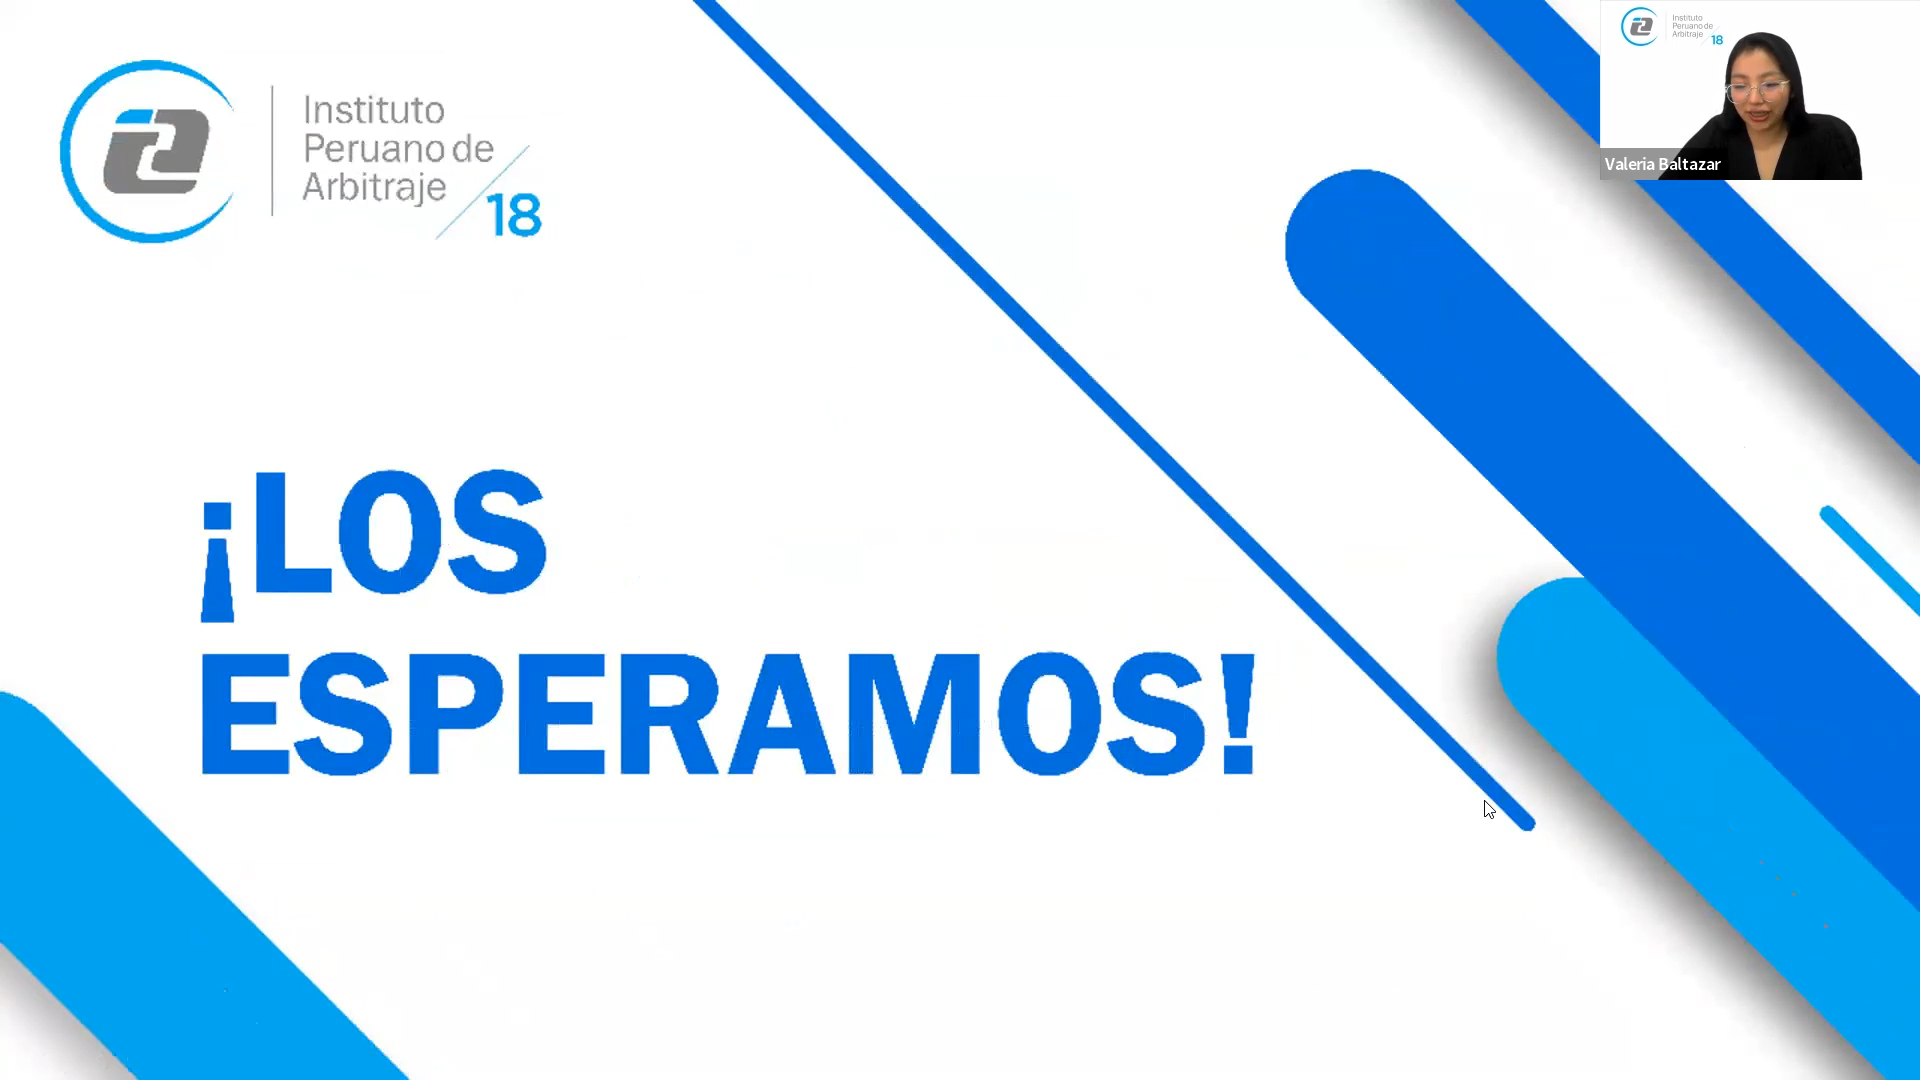 Instituto
Peruano de
Arbitraje
18
¡LOS
ESPERAMOS!
Instituto
Peruano de
Arbitraje
18
Valeria Baltazar